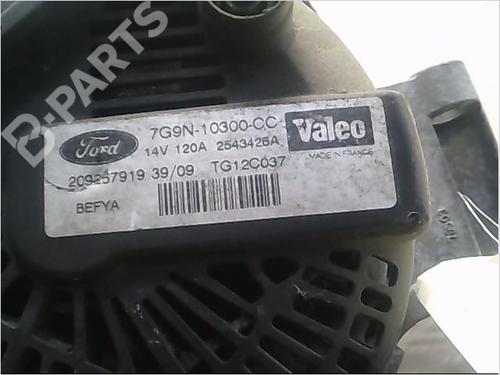 B-PARTS
Ford
7G9N-10300-CC
Valeo
14V 120A 2543426A
MADE IN FRANCE
209257919 39/09 TG12C037
BEFYA